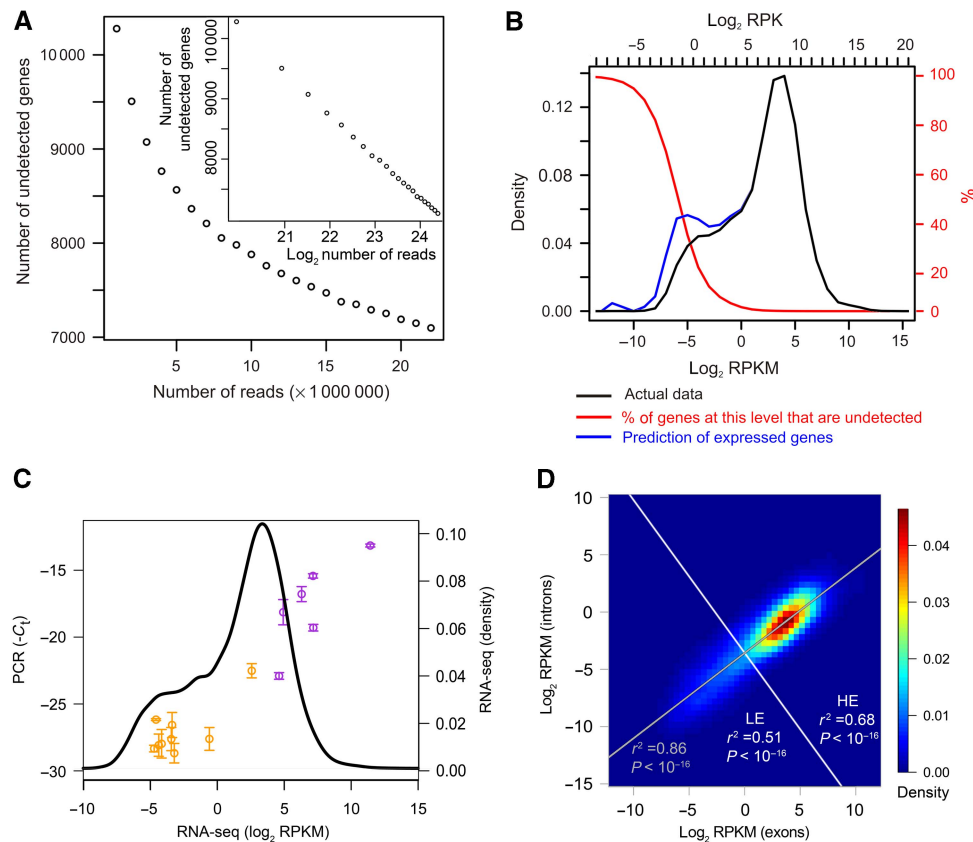 A
Number of undetected genes
10 000
9000
8000
7000
5
10
15
20
Number of reads (× 1 000 000)
Number of
undetected genes
10 000
9000
8000
21
22
23
24
Log2 number of reads
B
Log2 RPK
−5
0
5
10
15
20
Density
0.12
0.08
0.04
0.00
100
80
60
40
20
0
%
−10
−5
0
5
10
15
Log2 RPKM
Actual data
% of genes at this level that are undetected
Prediction of expressed genes
C
PCR (-Ct)
−15
−20
−25
−30
0.10
0.08
0.06
0.04
0.02
0.00
RNA-seq (density)
−10
−5
0
5
10
15
RNA-seq (log2 RPKM)
D
Log2 RPKM (introns)
10
5
0
−5
−10
−15
r2=0.86
P < 10−16
LE
r2=0.51
P < 10−16
HE
r2=0.68
P < 10−16
−10
−5
0
5
10
Log2 RPKM (exons)
0.04
0.03
0.02
0.01
0.00
Density